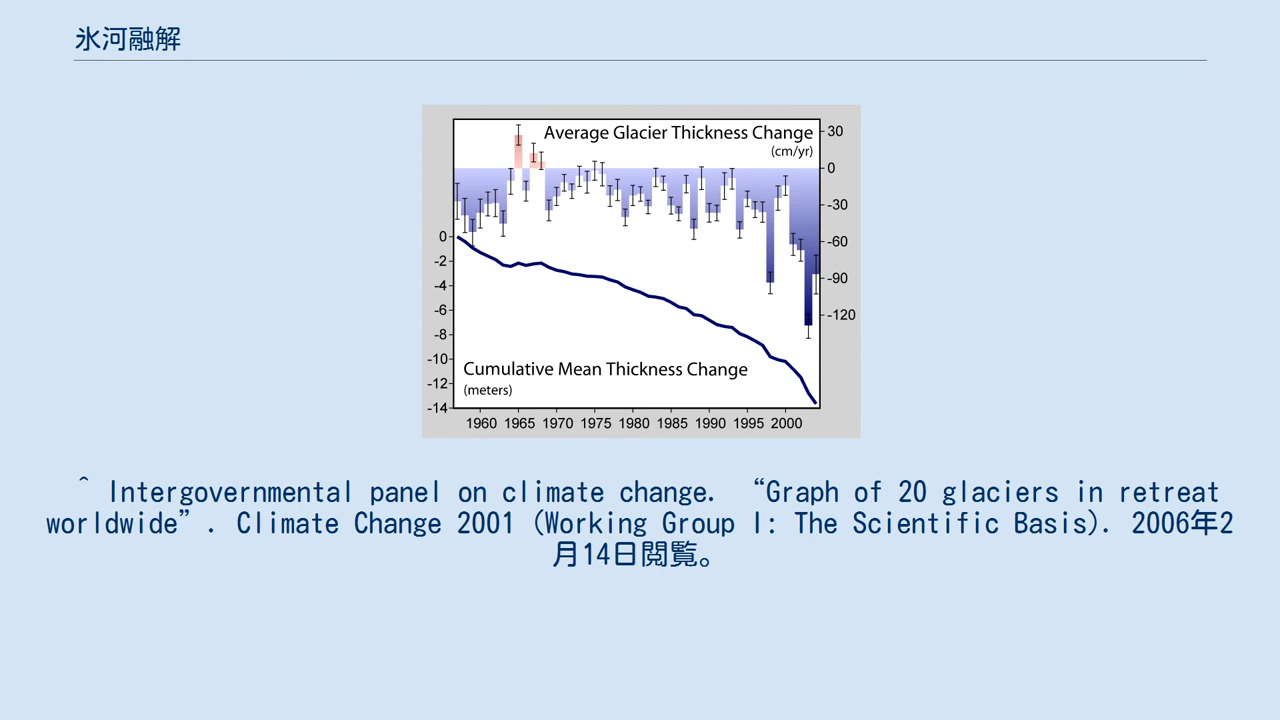 氷河融解
Average Glacier Thickness Change
(cm/yr)
30
0
-30
-60
-90
-120
0
-2
-4
-6
-8
-10
-12
-14
Cumulative Mean Thickness Change
(meters)
1960 1965 1970 1975 1980 1985 1990 1995 2000
^ Intergovernmental panel on climate change. “Graph of 20 glaciers in retreat
worldwide”. Climate Change 2001 (Working Group I: The Scientific Basis). 2006年2
月14日閲覧。